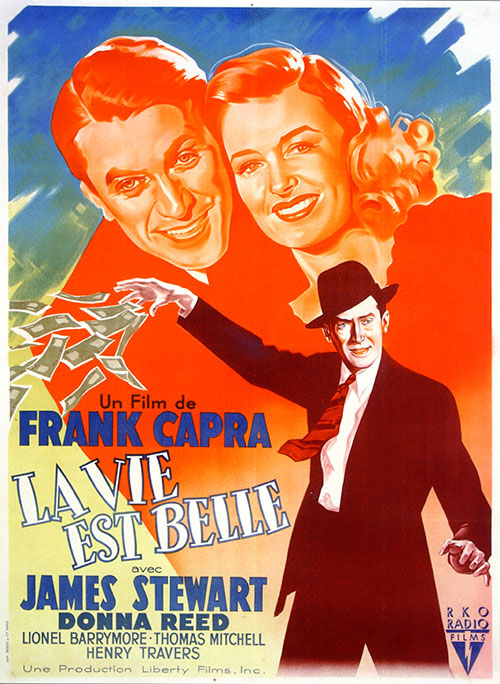 Un Film de
FRANK CAPRA
LA VIE
EST BELLE
avec
JAMES STEWART
DONNA REED
LIONEL BARRYMORE · THOMAS MITCHELL
HENRY TRAVERS
Une Production Liberty Films, Inc.
RKO
RADIO
FILMS